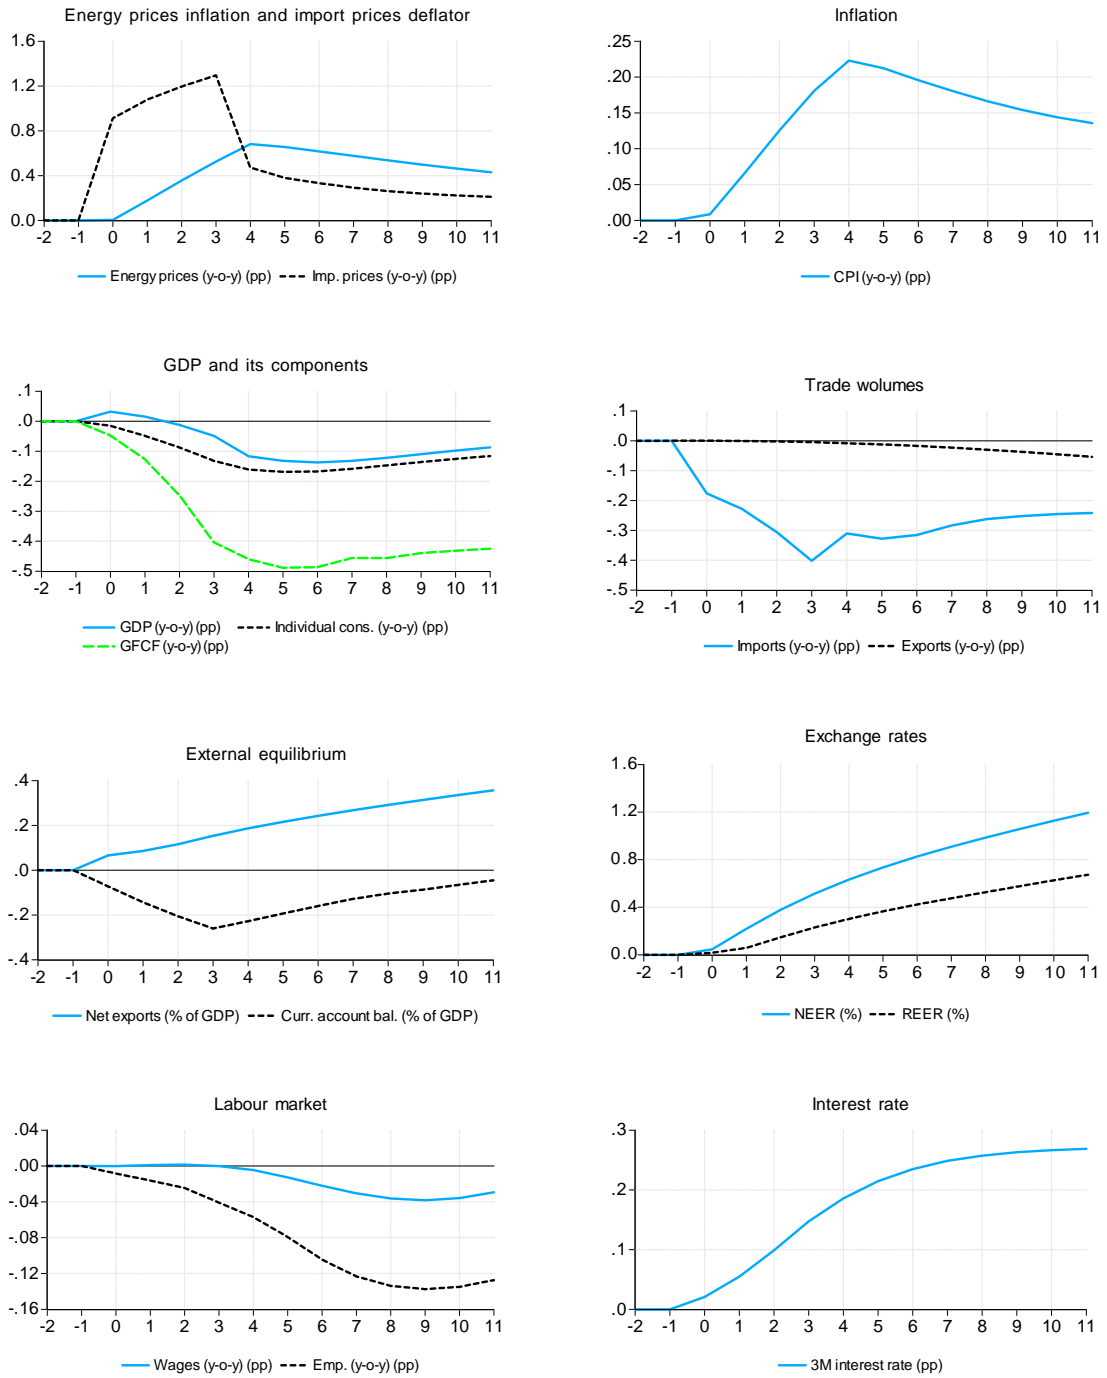 Energy prices inflation and import prices deflator
1.6
1.2
0.8
0.4
0.0
-2 -1 0 1 2 3 4 5 6 7 8 9 10 11
Energy prices (y-o-y) (pp) Imp. prices (y-o-y) (pp)
Inflation
.25
.20
.15
.10
.05
.00
-2 -1 0 1 2 3 4 5 6 7 8 9 10 11
CPI (y-o-y) (pp)
GDP and its components
.1
.0
-.1
-.2
-.3
-.4
-.5
-2 -1 0 1 2 3 4 5 6 7 8 9 10 11
GDP (y-o-y) (pp) Individual cons. (y-o-y) (pp)
GFCF (y-o-y) (pp)
Trade wolumes
.1
.0
-.1
-.2
-.3
-.4
-.5
-2 -1 0 1 2 3 4 5 6 7 8 9 10 11
Imports (y-o-y) (pp) Exports (y-o-y) (pp)
External equilibrium
.4
.2
.0
-.2
-.4
-2 -1 0 1 2 3 4 5 6 7 8 9 10 11
Net exports (% of GDP) Curr. account bal. (% of GDP)
Exchange rates
1.6
1.2
0.8
0.4
0.0
-2 -1 0 1 2 3 4 5 6 7 8 9 10 11
NEER (%) REER (%)
Labour market
.04
.00
-.04
-.08
-.12
-.16
-2 -1 0 1 2 3 4 5 6 7 8 9 10 11
Wages (y-o-y) (pp) Emp. (y-o-y) (pp)
Interest rate
.3
.2
.1
.0
-2 -1 0 1 2 3 4 5 6 7 8 9 10 11
3M interest rate (pp)